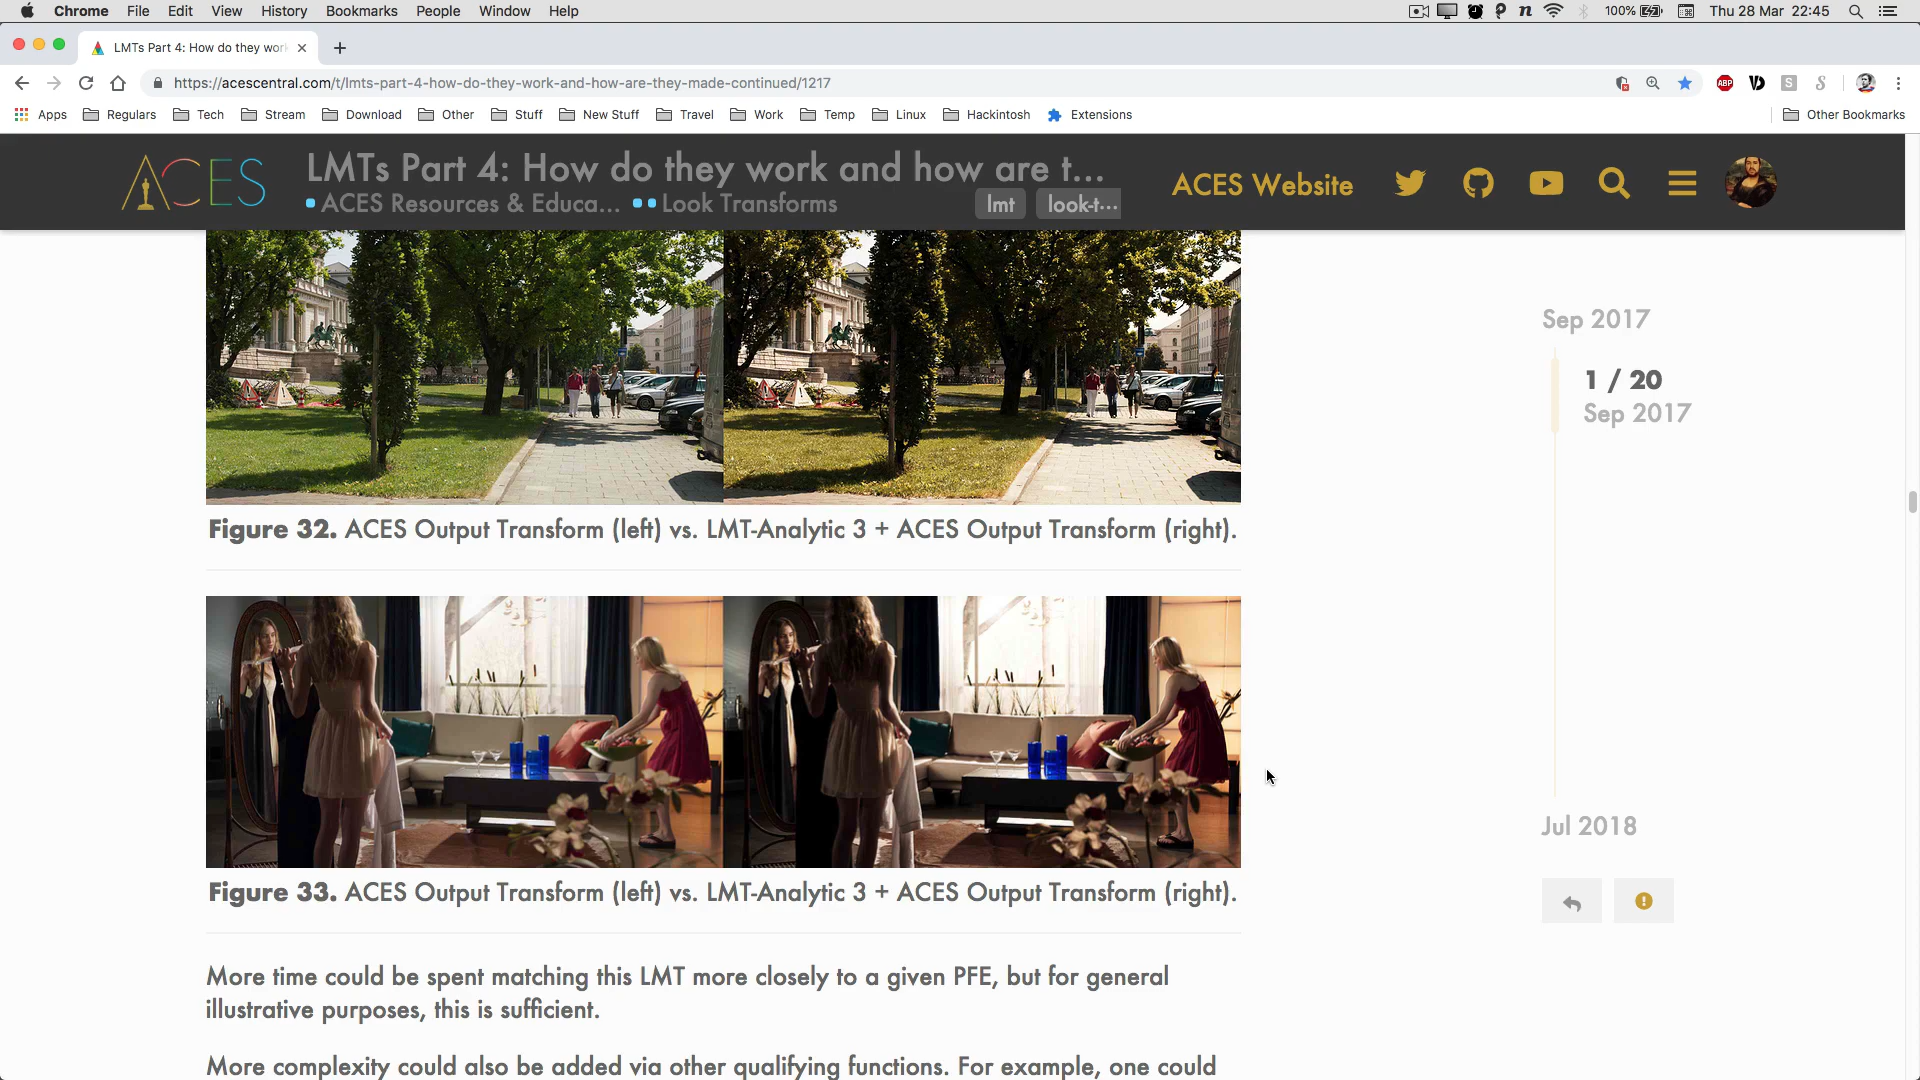 Chrome File Edit View History Bookmarks People Window Help 100% Thu 28 Mar 22:45
LMTs Part 4: How do they wor
https://acescentral.com/t/lmts-part-4-how-do-they-work-and-how-are-they-made-continued/1217
ABP
Apps Regulars Tech Stream Download Other Stuff New Stuff Travel Work Temp Linux Hackintosh Extensions Other Bookmarks
ACES
LMTs Part 4: How do they work and how are t...
ACES Resources & Educa... Look Transforms lmt look-t...
ACES Website
Sep 2017
1 / 20
Sep 2017
Jul 2018
Figure 32. ACES Output Transform (left) vs. LMT-Analytic 3 + ACES Output Transform (right).
Figure 33. ACES Output Transform (left) vs. LMT-Analytic 3 + ACES Output Transform (right).
More time could be spent matching this LMT more closely to a given PFE, but for general
illustrative purposes, this is sufficient.
More complexity could also be added via other qualifying functions. For example, one could